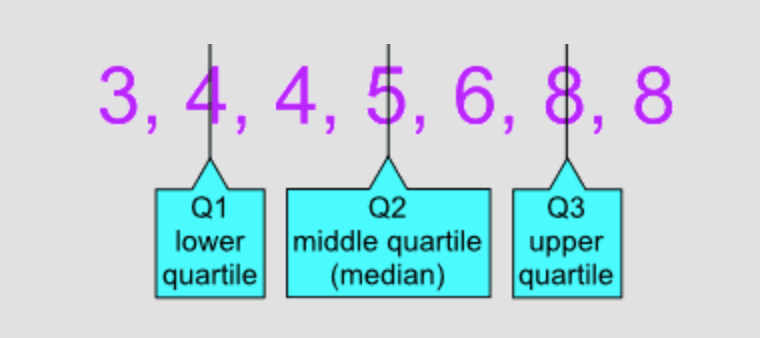 3, 4, 4, 5, 6, 8, 8
Q1
lower
quartile
Q2
middle quartile
(median)
Q3
upper
quartile